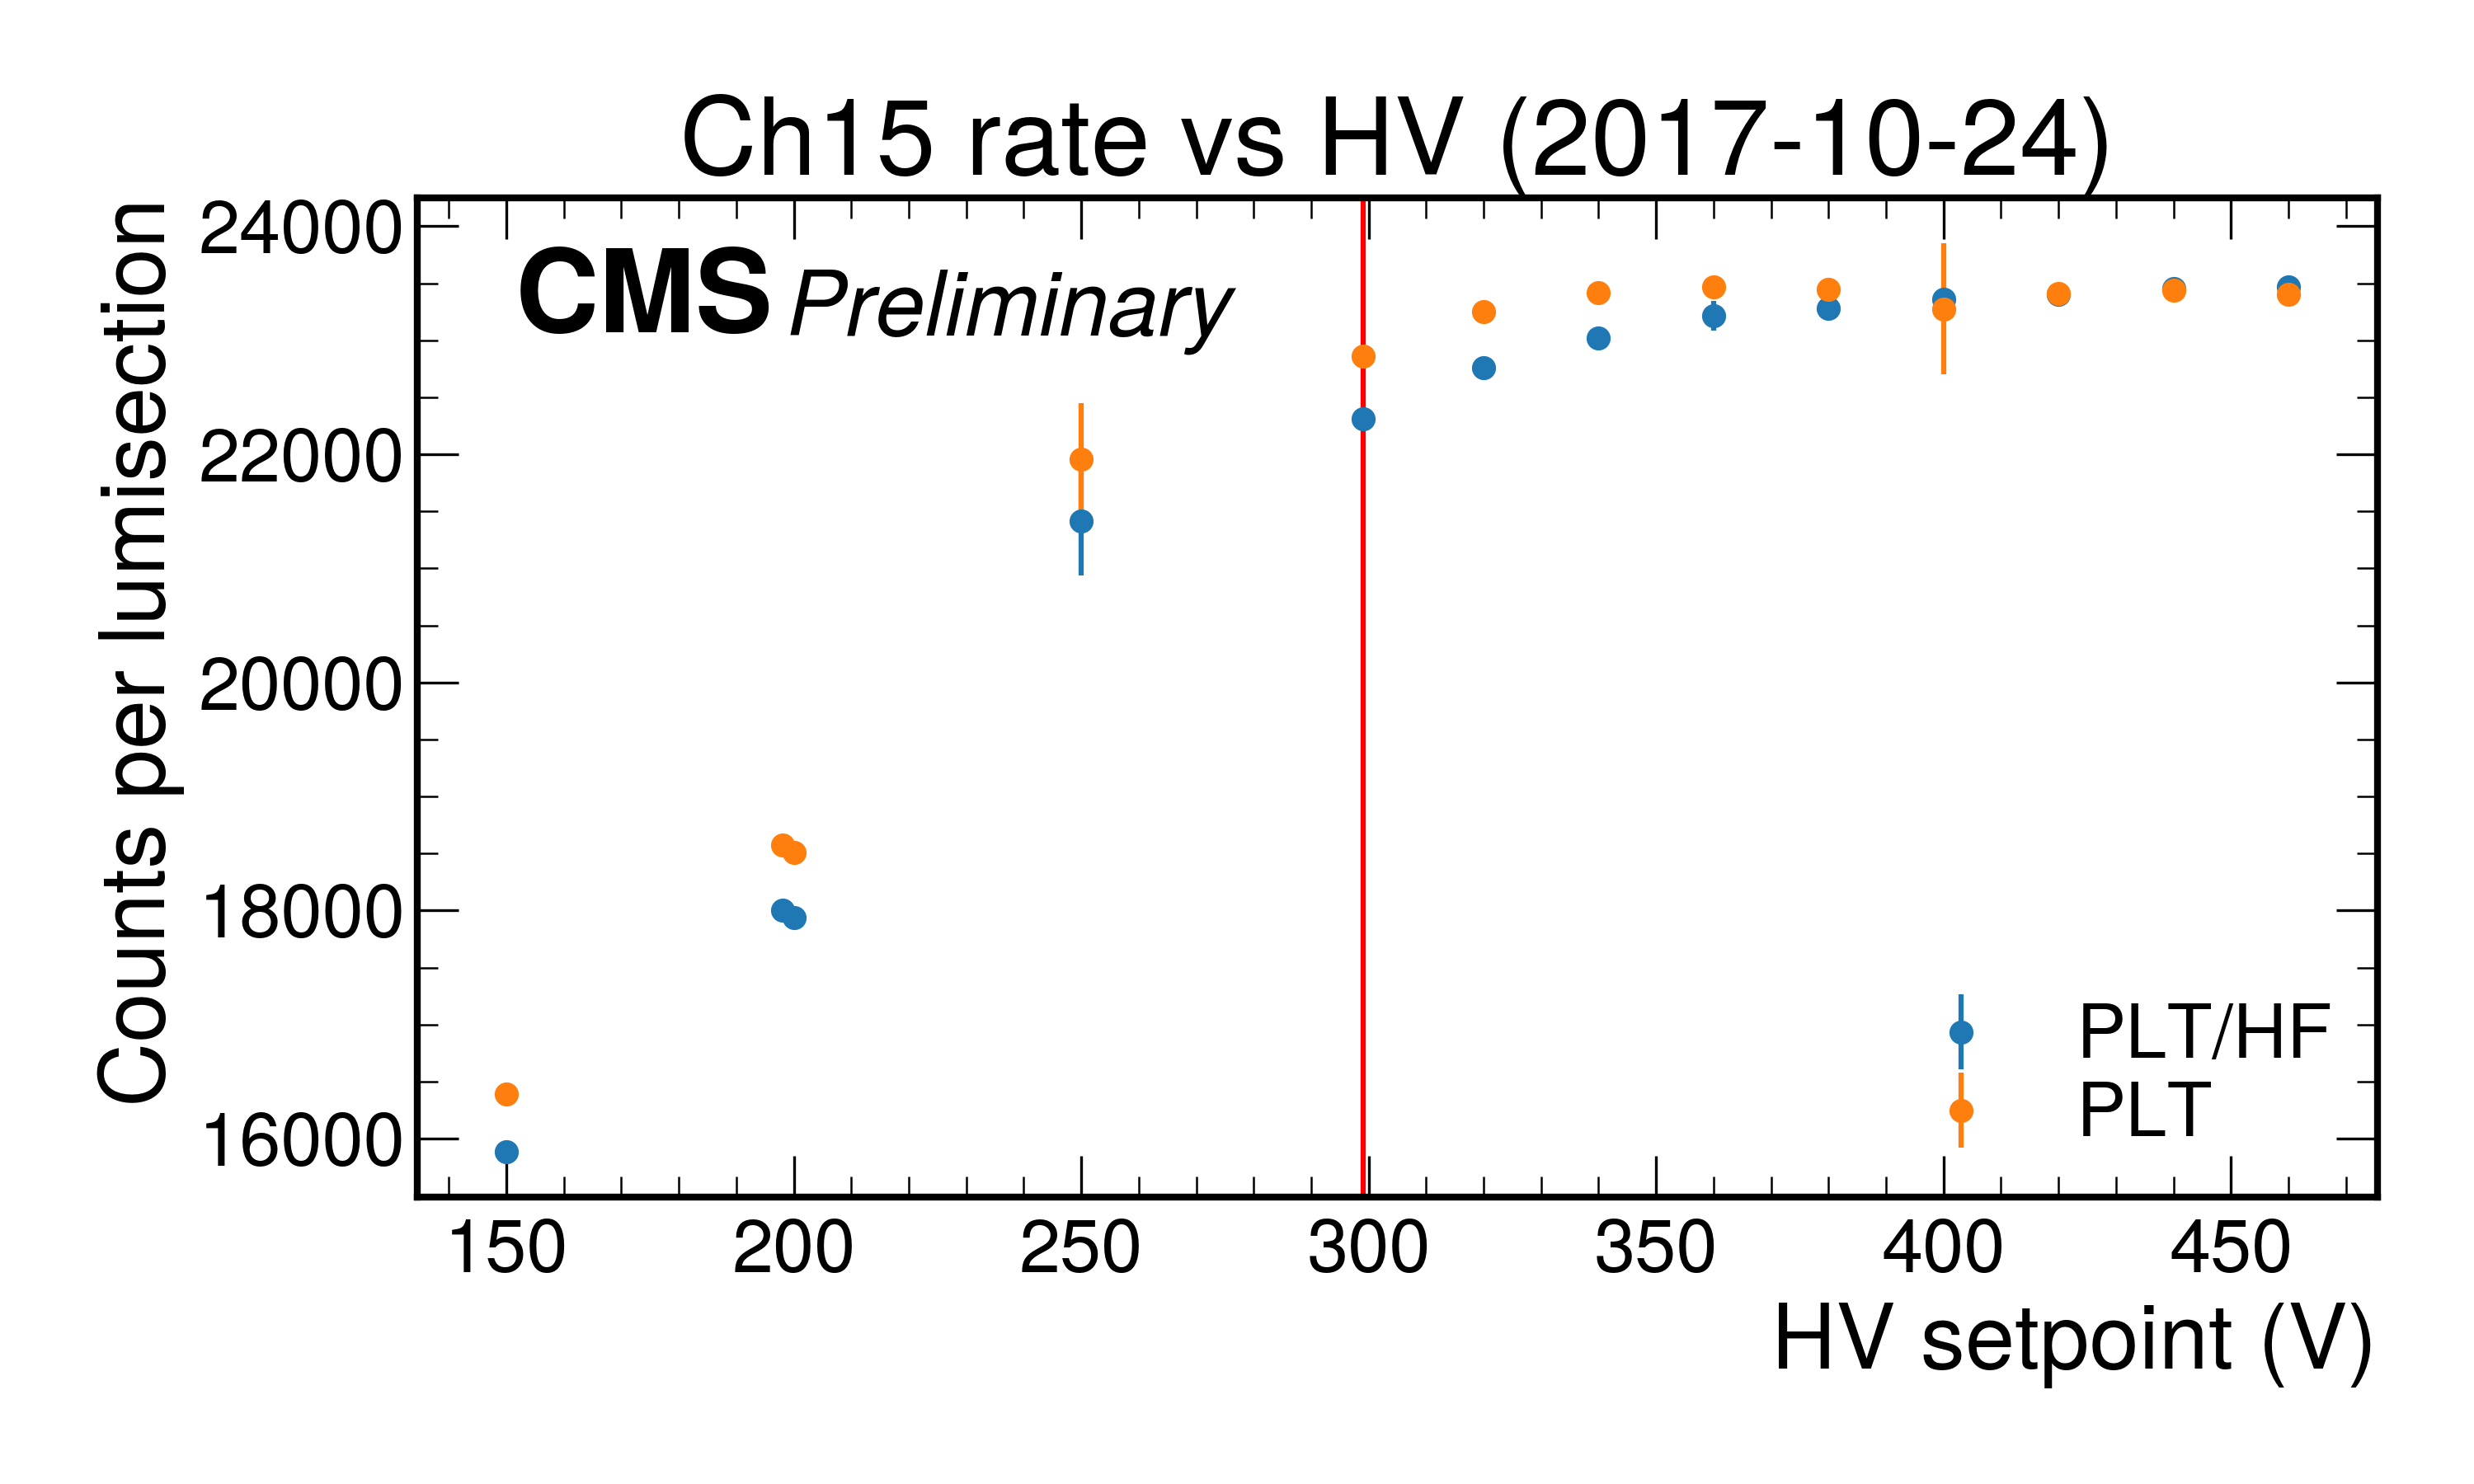 Ch15 rate vs HV (2017-10-24)
CMS Preliminary
Counts per lumisection
24000
22000
20000
18000
16000
PLT/HF
PLT
150 200 250 300 350 400 450
HV setpoint (V)